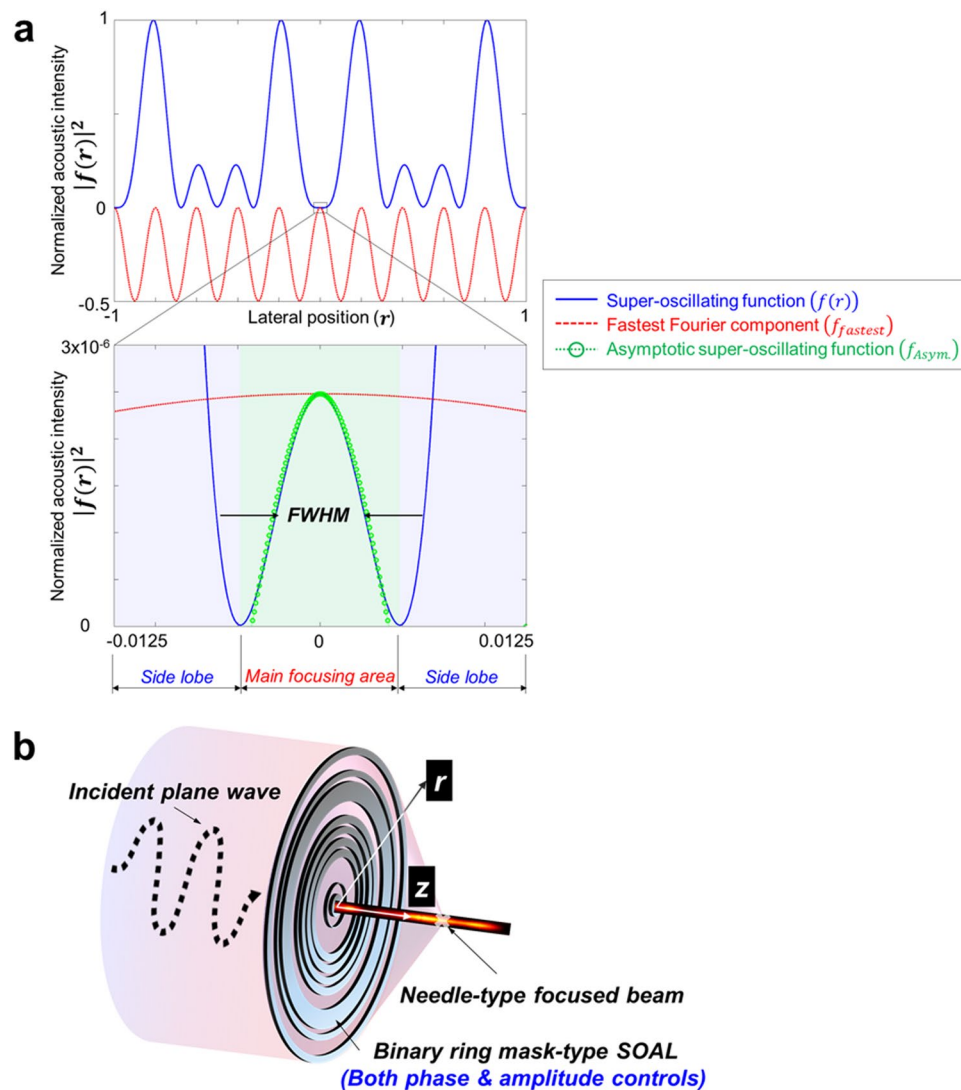 a
Normalized acoustic intensity
|f(r)|²
1
0
-0.5
-1
Lateral position (r)
1
Super-oscillating function (f(r))
Fastest Fourier component (f_fastest)
Asymptotic super-oscillating function (f_Asym.)
Normalized acoustic intensity
|f(r)|²
3x10⁻⁶
FWHM
0
-0.0125
0
0.0125
Side lobe
Main focusing area
Side lobe
b
Incident plane wave
r
z
Needle-type focused beam
Binary ring mask-type SOAL
(Both phase & amplitude controls)